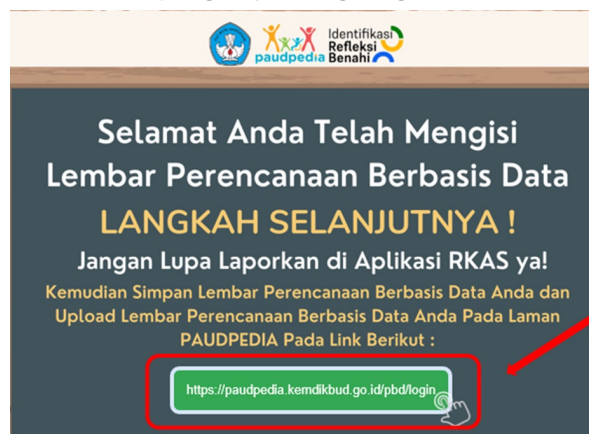 paudpedia
Identifikasi
Refleksi
Benahi
Selamat Anda Telah Mengisi
Lembar Perencanaan Berbasis Data
LANGKAH SELANJUTNYA !
Jangan Lupa Laporkan di Aplikasi RKAS ya!
Kemudian Simpan Lembar Perencanaan Berbasis Data Anda dan
Upload Lembar Perencanaan Berbasis Data Anda Pada Laman
PAUDPEDIA Pada Link Berikut :
https://paudpedia.kemdikbud.go.id/pbd/login